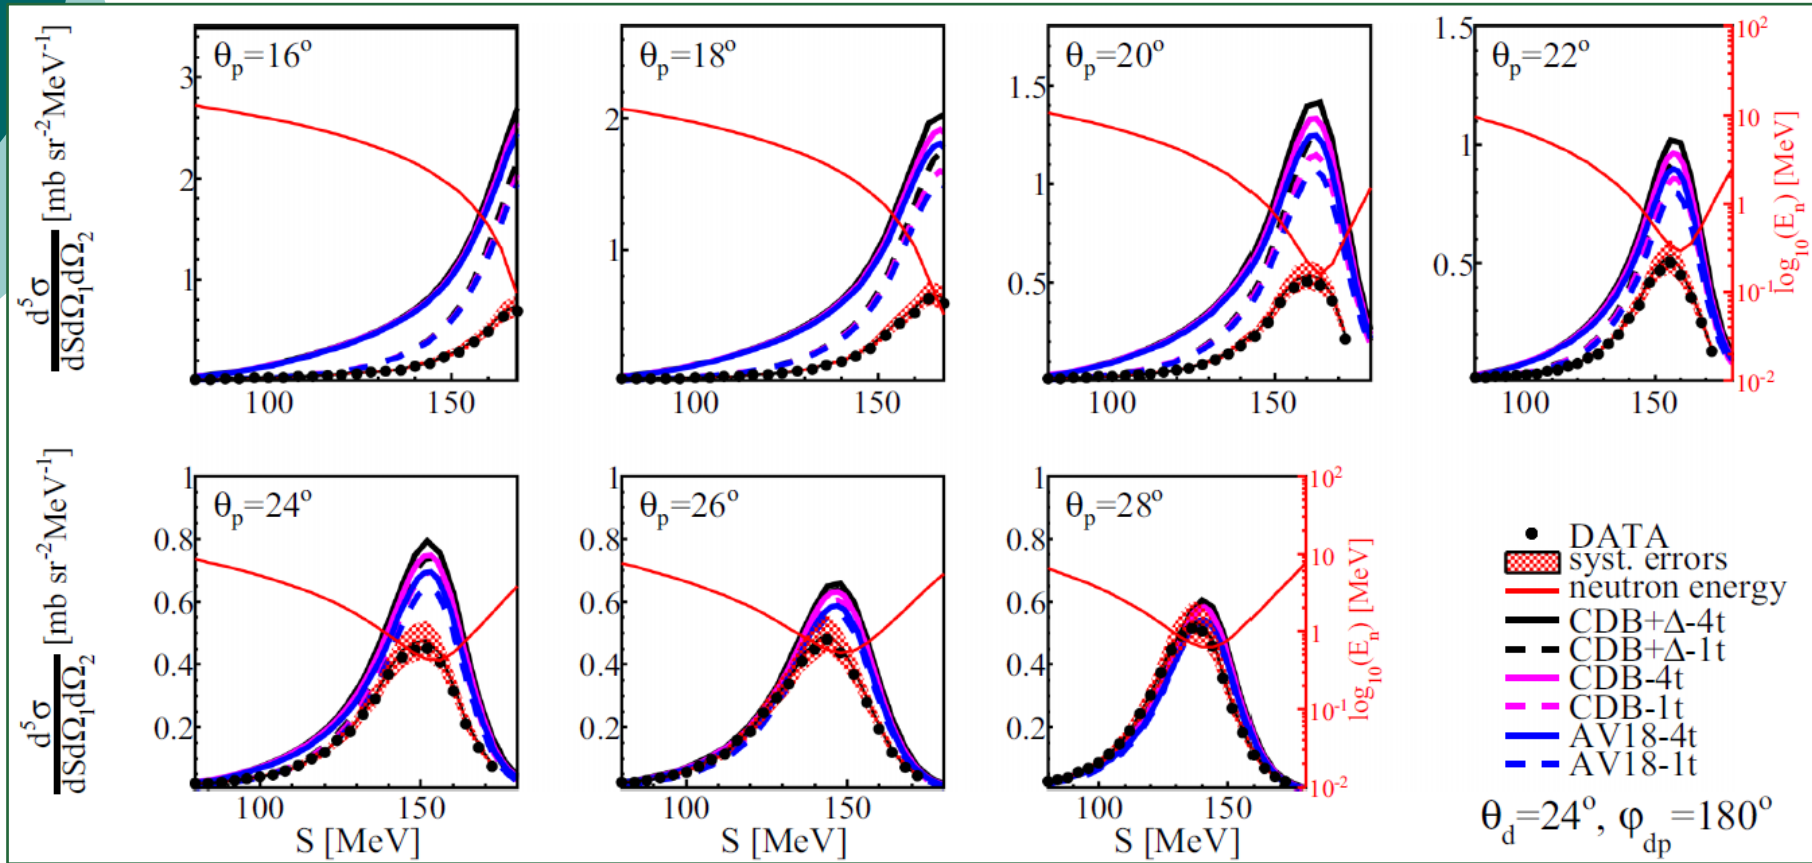 d⁵σ
dSdΩ₁dΩ₂ [mb sr⁻²MeV⁻¹]
θₚ=16°
3
2
1
100 150
θₚ=18°
2
1
100 150
θₚ=20°
1.5
1
0.5
100 150
θₚ=22°
1.5
1
0.5
100 150
10²
10
1
10⁻¹
10⁻²
log₁₀(Eₙ) [MeV]
d⁵σ
dSdΩ₁dΩ₂ [mb sr⁻²MeV⁻¹]
θₚ=24°
1
0.8
0.6
0.4
0.2
100 150
S [MeV]
θₚ=26°
1
0.8
0.6
0.4
0.2
100 150
S [MeV]
θₚ=28°
1
0.8
0.6
0.4
0.2
100 150
S [MeV]
10²
10
1
10⁻¹
10⁻²
log₁₀(Eₙ) [MeV]
DATA
syst. errors
neutron energy
CDB+Δ-4t
CDB+Δ-1t
CDB-4t
CDB-1t
AV18-4t
AV18-1t
θ_d=24°, φ_dp=180°